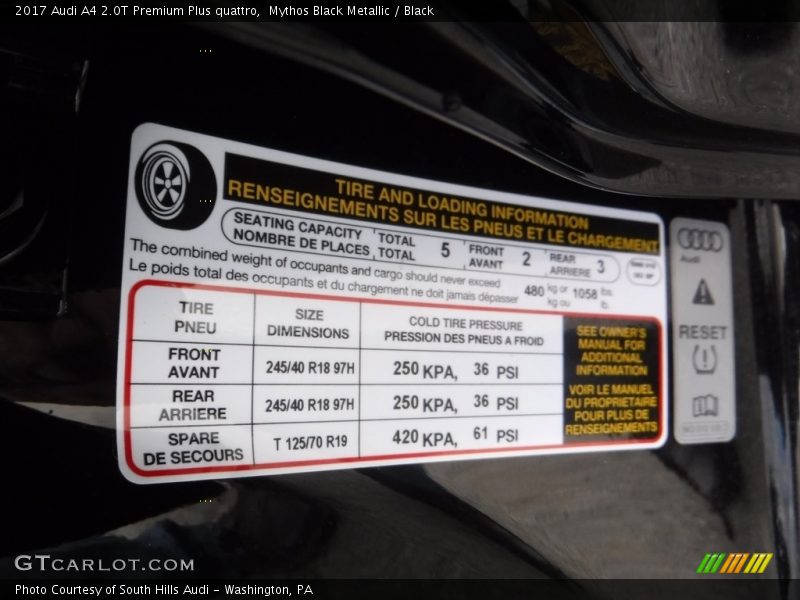 2017 Audi A4 2.0T Premium Plus quattro,  Mythos Black Metallic / Black
TIRE AND LOADING INFORMATION
RENSEIGNEMENTS SUR LES PNEUS ET LE CHARGEMENT
SEATING CAPACITY TOTAL 5 FRONT 2 REAR 3
NOMBRE DE PLACES TOTAL AVANT ARRIERE
The combined weight of occupants and cargo should never exceed 480 kg or 1058 lbs.
Le poids total des occupants et du chargement ne doit jamais dépasser kg ou lb.
TIRE
PNEU
SIZE
DIMENSIONS
COLD TIRE PRESSURE
PRESSION DES PNEUS A FROID
FRONT
AVANT
245/40 R18 97H
250 KPA, 36 PSI
REAR
ARRIERE
245/40 R18 97H
250 KPA, 36 PSI
SPARE
DE SECOURS
T 125/70 R19
420 KPA, 61 PSI
SEE OWNER'S
MANUAL FOR
ADDITIONAL
INFORMATION
VOIR LE MANUEL
DU PROPRIETAIRE
POUR PLUS DE
RENSEIGNEMENTS
Audi
RESET
GTCARLOT.COM
Photo Courtesy of South Hills Audi - Washington, PA